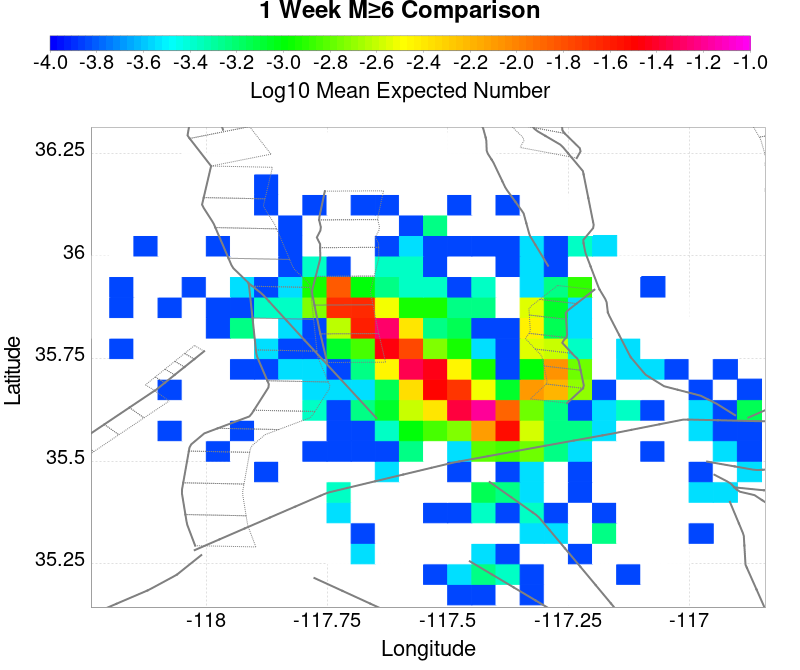 1 Week M≥6 Comparison
-4.0 -3.8 -3.6 -3.4 -3.2 -3.0 -2.8 -2.6 -2.4 -2.2 -2.0 -1.8 -1.6 -1.4 -1.2 -1.0
Log10 Mean Expected Number
36.25
36
35.75
35.5
35.25
Latitude
-118 -117.75 -117.5 -117.25 -117
Longitude